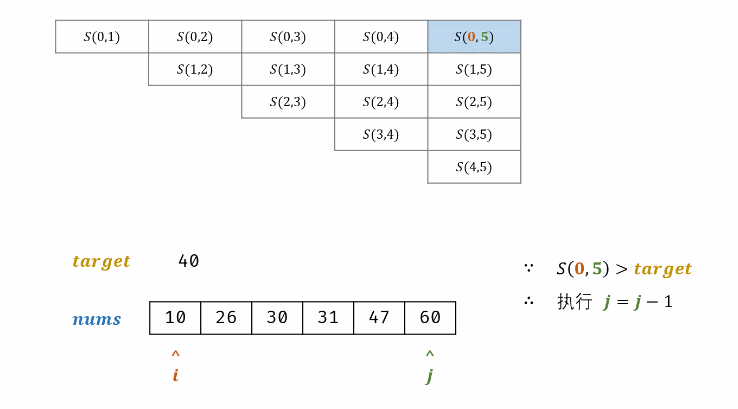 S(0,1) S(0,2) S(0,3) S(0,4) S(0,5)
S(1,2) S(1,3) S(1,4) S(1,5)
S(2,3) S(2,4) S(2,5)
S(3,4) S(3,5)
S(4,5)
target 40
∵ S(0,5) > target
∴ 执行 j = j − 1
nums 10 26 30 31 47 60
^ ^
i j